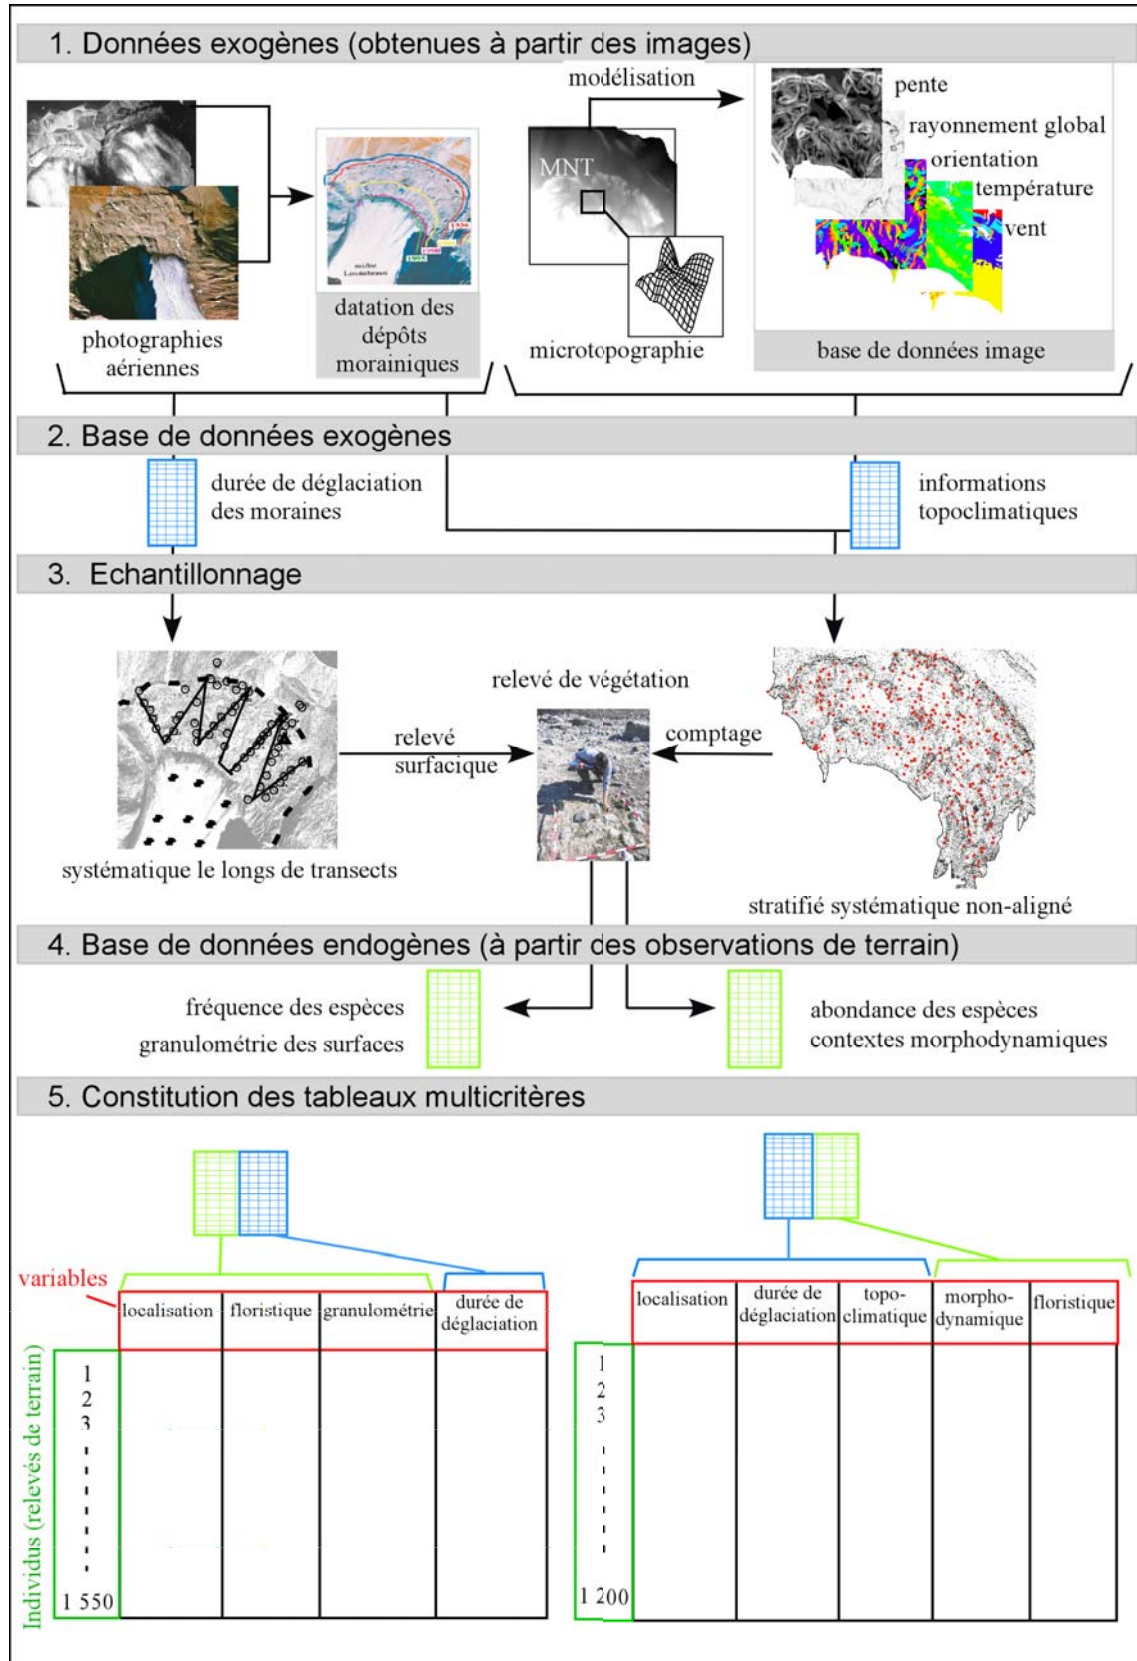 1. Données exogènes (obtenues à partir des images)
modélisation
pente
rayonnement global
orientation
température
vent
MNT
1936
1990
1995
photographies
aériennes
datation des
dépôts
morainiques
microtopographie
base de données image
2. Base de données exogènes
durée de déglaciation
des moraines
informations
topoclimatiques
3. Echantillonnage
relevé de végétation
relevé
surfacique
comptage
systématique le longs de transects
stratifié systématique non-aligné
4. Base de données endogènes (à partir des observations de terrain)
fréquence des espèces
granulométrie des surfaces
abondance des espèces
contextes morphodynamiques
5. Constitution des tableaux multicritères
variables
localisation
floristique
granulométrie
durée de
déglaciation
Individus (relevés de terrain)
1
2
3
1 550
localisation
durée de
déglaciation
topo-
climatique
morpho-
dynamique
floristique
1
2
3
1 200